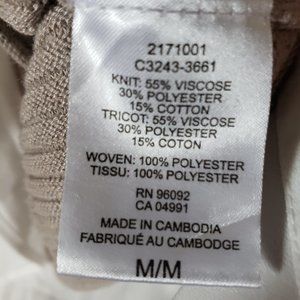 2171001
C3243-3661
KNIT: 55% VISCOSE
30% POLYESTER
15% COTTON
TRICOT: 55% VISCOSE
30% POLYESTER
15% COTON
WOVEN: 100% POLYESTER
TISSU: 100% POLYESTER
RN 96092
CA 04991
MADE IN CAMBODIA
FABRIQUÉ AU CAMBODGE
M/M